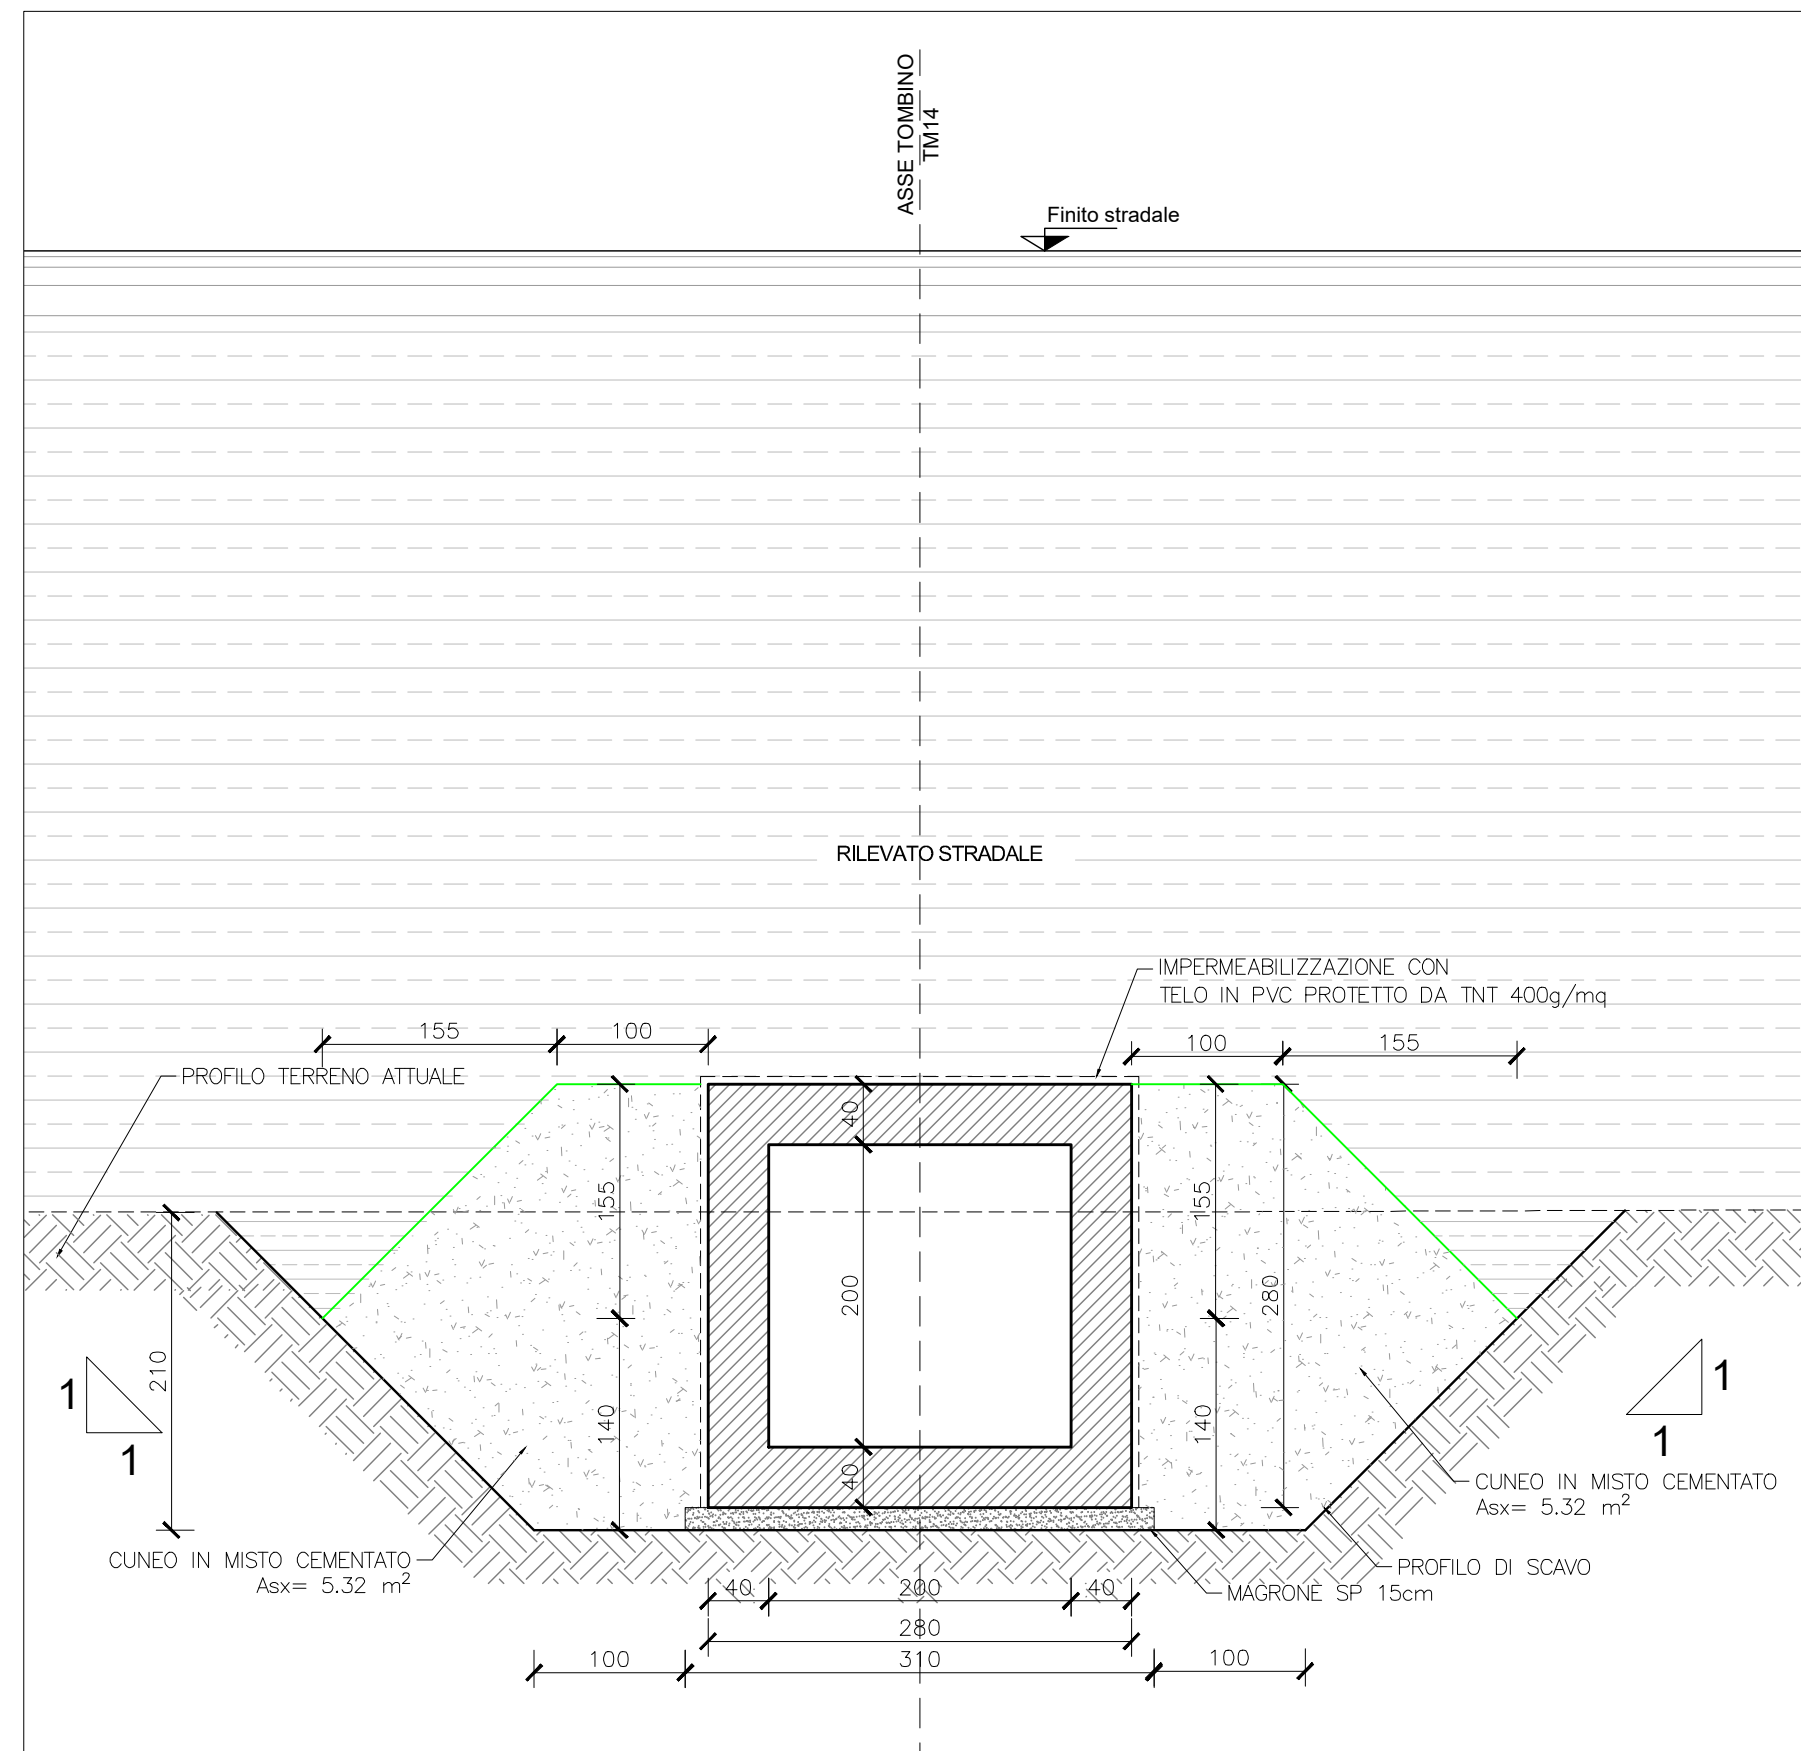 ASSE TOMBINO
TM14
Finito stradale
RILEVATO STRADALE
IMPERMEABILIZZAZIONE CON
TELO IN PVC PROTETTO DA TNT 400g/mq
155
100
100
155
PROFILO TERRENO ATTUALE
40
155
155
200
280
210
140
140
40
1
1
1
1
CUNEO IN MISTO CEMENTATO
Asx= 5.32 m²
CUNEO IN MISTO CEMENTATO
Asx= 5.32 m²
PROFILO DI SCAVO
MAGRONE SP 15cm
40
200
40
280
100
310
100